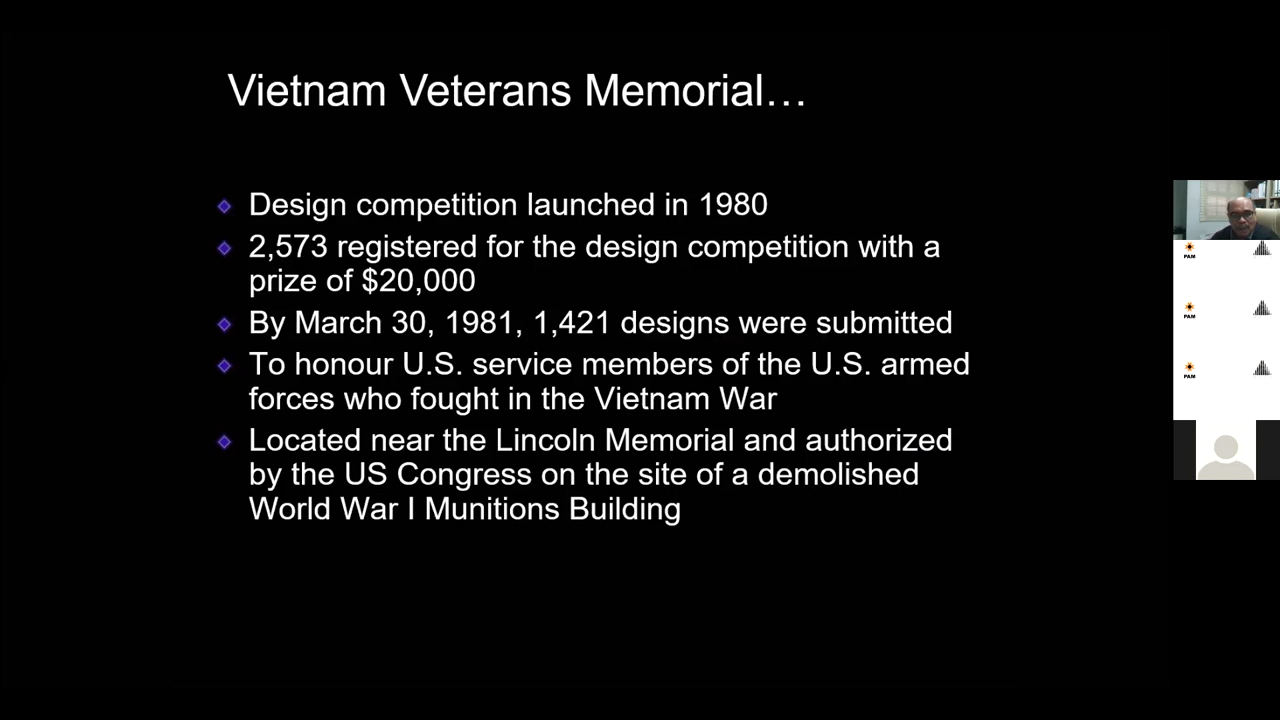 Vietnam Veterans Memorial…
Design competition launched in 1980
2,573 registered for the design competition with a
prize of $20,000
By March 30, 1981, 1,421 designs were submitted
To honour U.S. service members of the U.S. armed
forces who fought in the Vietnam War
Located near the Lincoln Memorial and authorized
by the US Congress on the site of a demolished
World War I Munitions Building
PAM
PAM
PAM